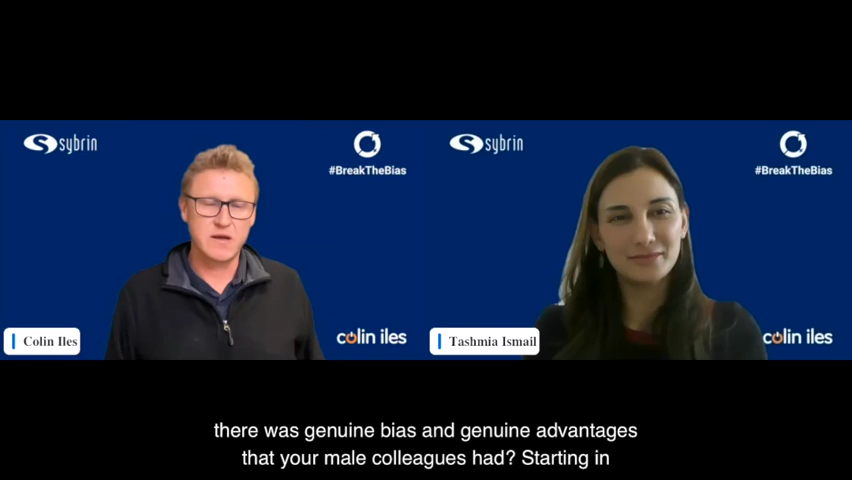 sybrin
#BreakTheBias
sybrin
#BreakTheBias
Colin Iles
colin iles
Tashmia Ismail
colin iles
there was genuine bias and genuine advantages
that your male colleagues had? Starting in